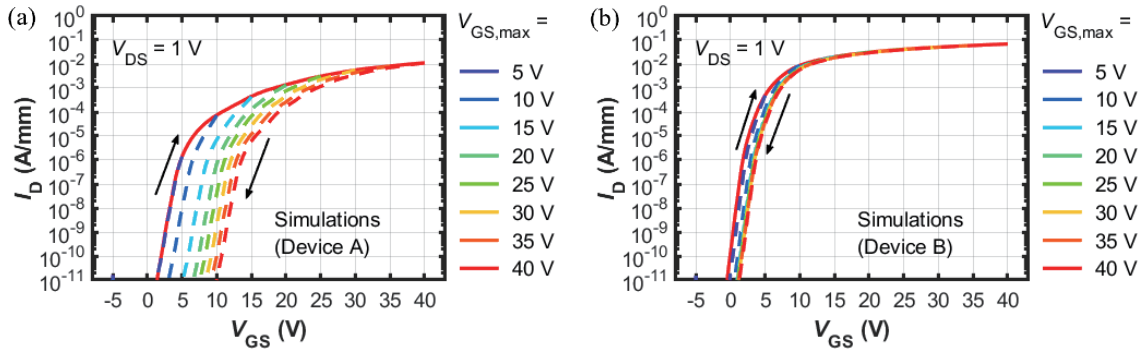 (a)
V_GS,max =
10^-1
10^-2
10^-3
10^-4
10^-5
10^-6
10^-7
10^-8
10^-9
10^-10
10^-11
I_D (A/mm)
V_DS = 1 V
Simulations
(Device A)
-5 0 5 10 15 20 25 30 35 40
V_GS (V)
5 V
10 V
15 V
20 V
25 V
30 V
35 V
40 V
(b)
V_GS,max =
10^0
10^-1
10^-2
10^-3
10^-4
10^-5
10^-6
10^-7
10^-8
10^-9
10^-10
10^-11
I_D (A/mm)
V_DS = 1 V
Simulations
(Device B)
-5 0 5 10 15 20 25 30 35 40
V_GS (V)
5 V
10 V
15 V
20 V
25 V
30 V
35 V
40 V